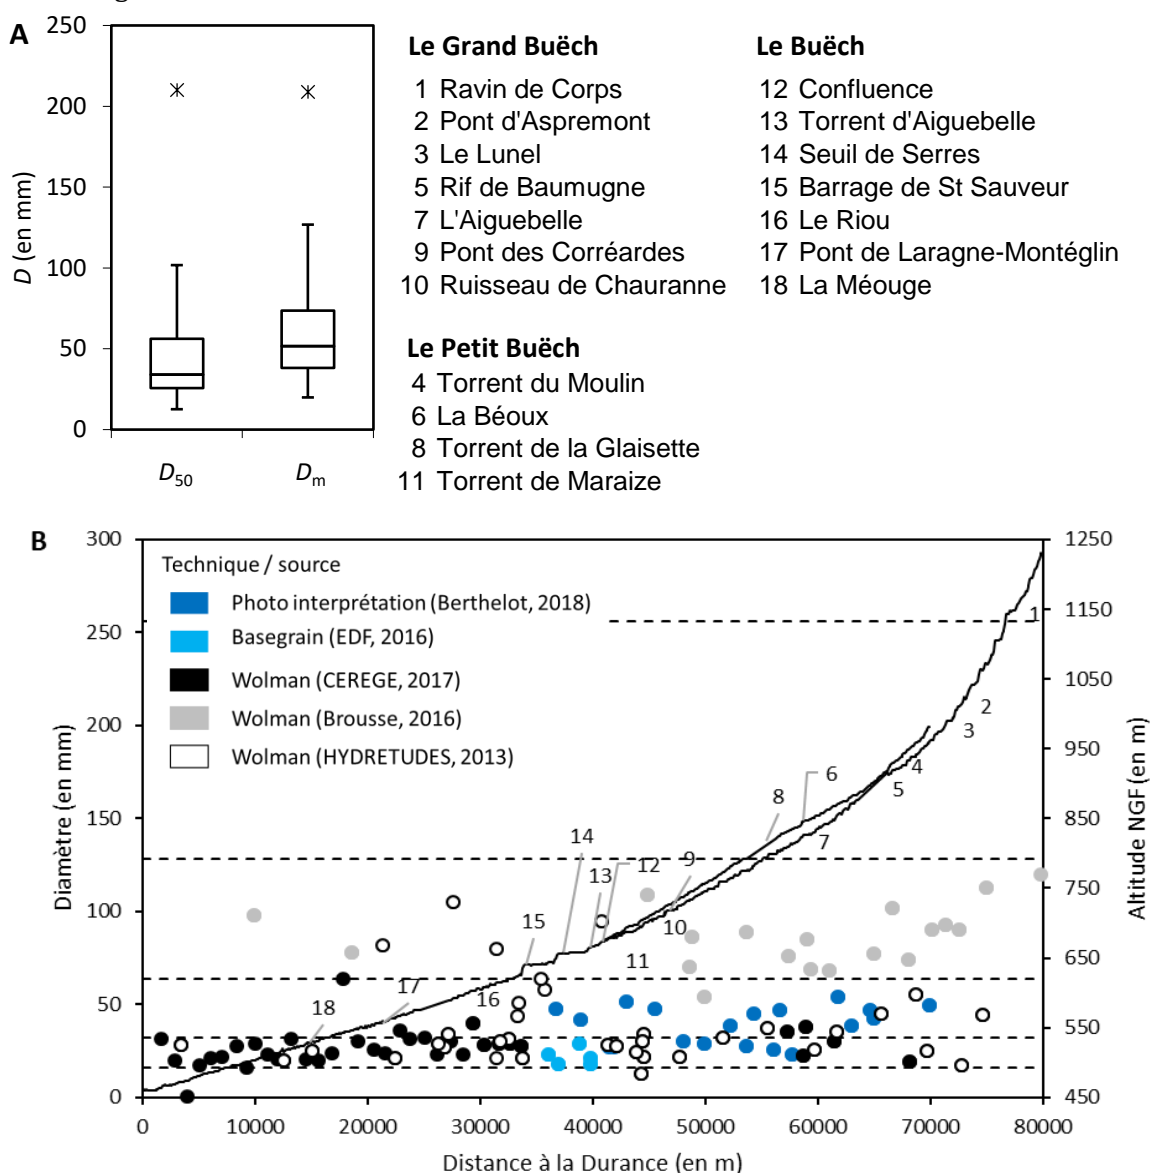 A
250
200
150
100
50
0
D (en mm)
D50
Dm
Le Grand Buëch
1 Ravin de Corps
2 Pont d'Aspremont
3 Le Lunel
5 Rif de Baumugne
7 L'Aiguebelle
9 Pont des Corréardes
10 Ruisseau de Chauranne
Le Petit Buëch
4 Torrent du Moulin
6 La Béoux
8 Torrent de la Glaisette
11 Torrent de Maraize
Le Buëch
12 Confluence
13 Torrent d'Aiguebelle
14 Seuil de Serres
15 Barrage de St Sauveur
16 Le Riou
17 Pont de Laragne-Montéglin
18 La Méouge
B
300
250
200
150
100
50
0
Diamètre (en mm)
Technique / source
Photo interprétation (Berthelot, 2018)
Basegrain (EDF, 2016)
Wolman (CEREGE, 2017)
Wolman (Brousse, 2016)
Wolman (HYDRETUDES, 2013)
1
2
3
4
5
6
7
8
9
10
11
12
13
14
15
16
17
18
1250
1150
1050
950
850
750
650
550
450
Altitude NGF (en m)
0 10000 20000 30000 40000 50000 60000 70000 80000
Distance à la Durance (en m)